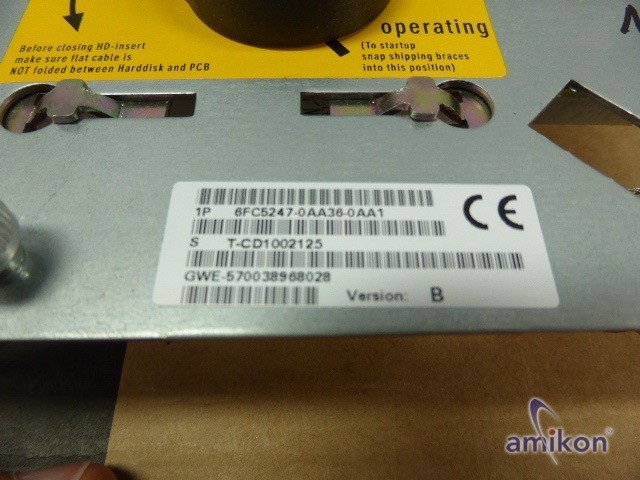 operating
Before closing HD-insert
make sure flat cable is
NOT folded between Harddisk and PCB
(To startup
snap shipping braces
into this position)
1P 6FC5247-0AA36-0AA1
S T-CD1002125
GWE-570038968028
Version: B
CE
amikon®